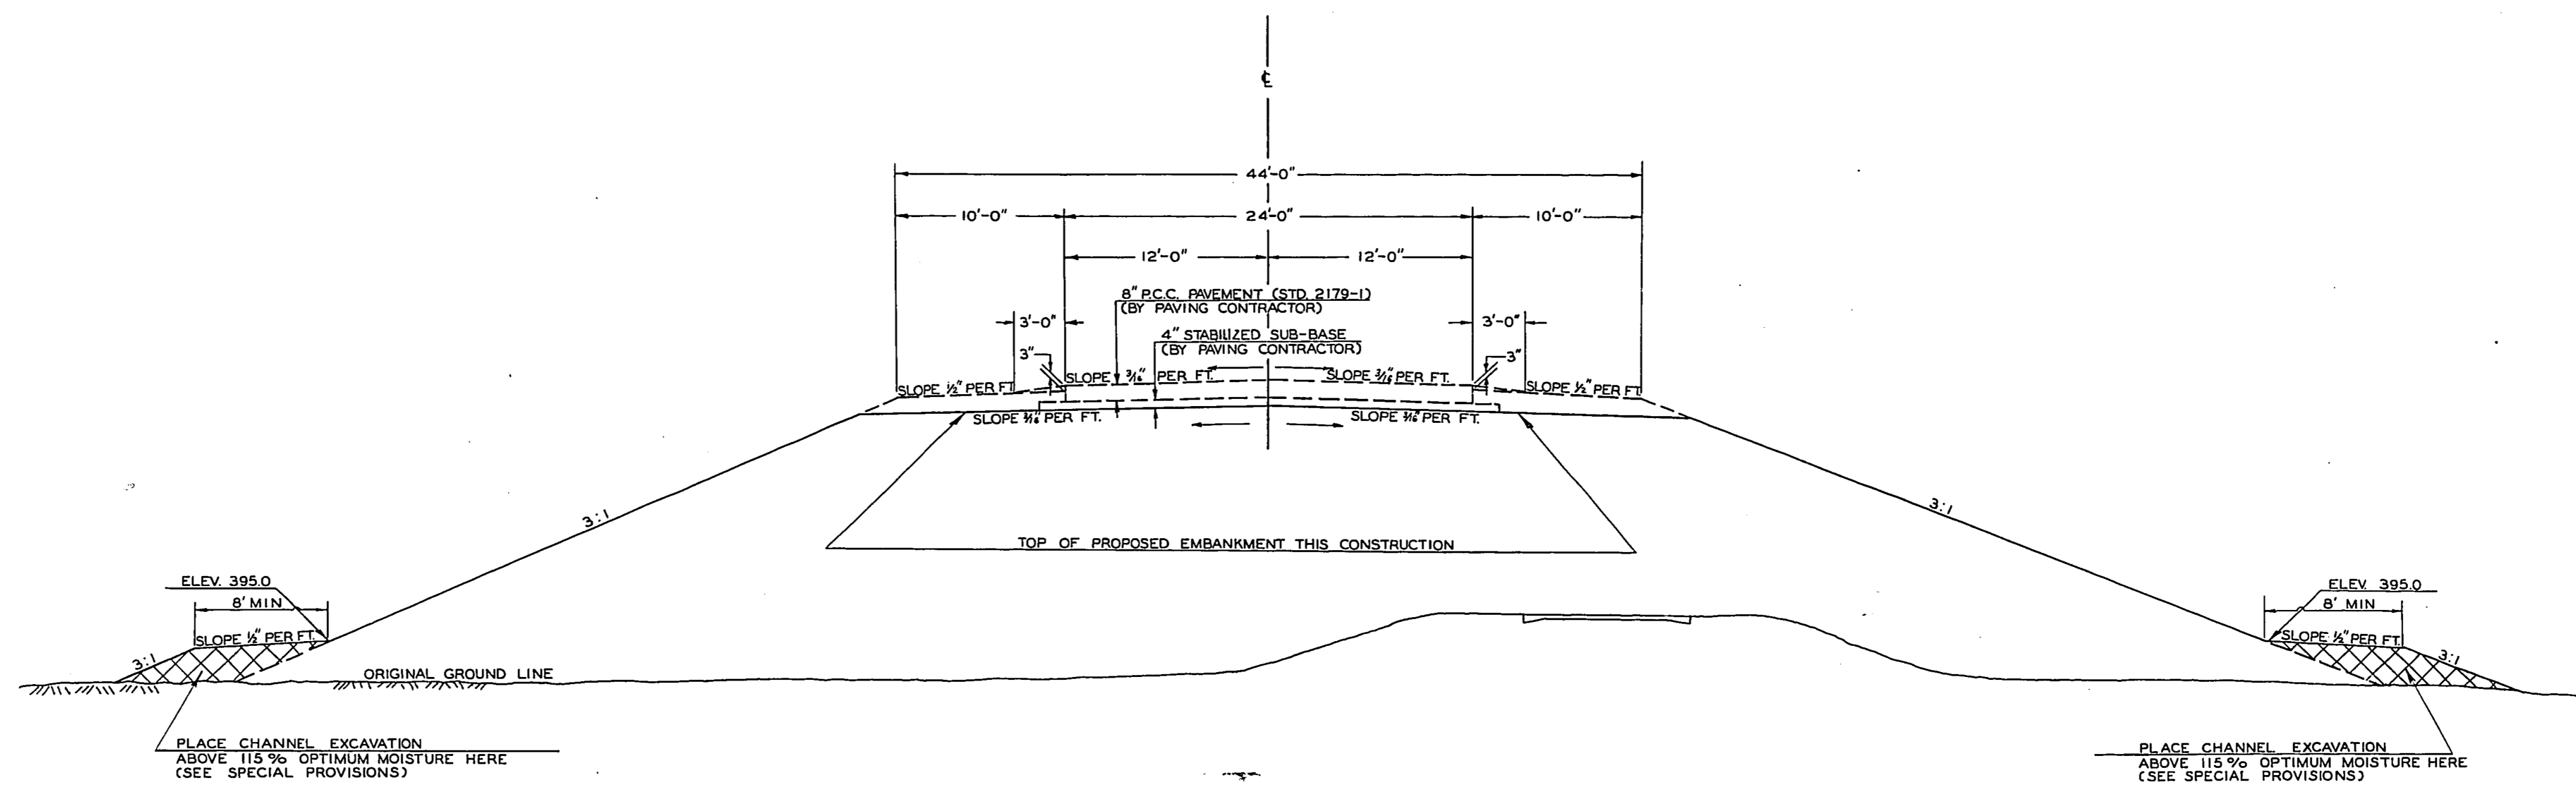 ℄
44'-0"
10'-0" 24'-0" 10'-0"
12'-0" 12'-0"
8" P.C.C. PAVEMENT (STD. 2179-1)
(BY PAVING CONTRACTOR)
3'-0" 3'-0"
4" STABILIZED SUB-BASE
(BY PAVING CONTRACTOR)
3" 3"
SLOPE 1/2" PER FT. SLOPE 3/16" PER FT. SLOPE 3/16" PER FT. SLOPE 1/2" PER FT.
SLOPE 3/16" PER FT. SLOPE 3/16" PER FT.
3:1 3:1
TOP OF PROPOSED EMBANKMENT THIS CONSTRUCTION
ELEV. 395.0
8' MIN
SLOPE 1/2" PER FT.
3:1
ELEV. 395.0
8' MIN
SLOPE 1/2" PER FT.
3:1
ORIGINAL GROUND LINE
PLACE CHANNEL EXCAVATION
ABOVE 115% OPTIMUM MOISTURE HERE
(SEE SPECIAL PROVISIONS)
PLACE CHANNEL EXCAVATION
ABOVE 115% OPTIMUM MOISTURE HERE
(SEE SPECIAL PROVISIONS)